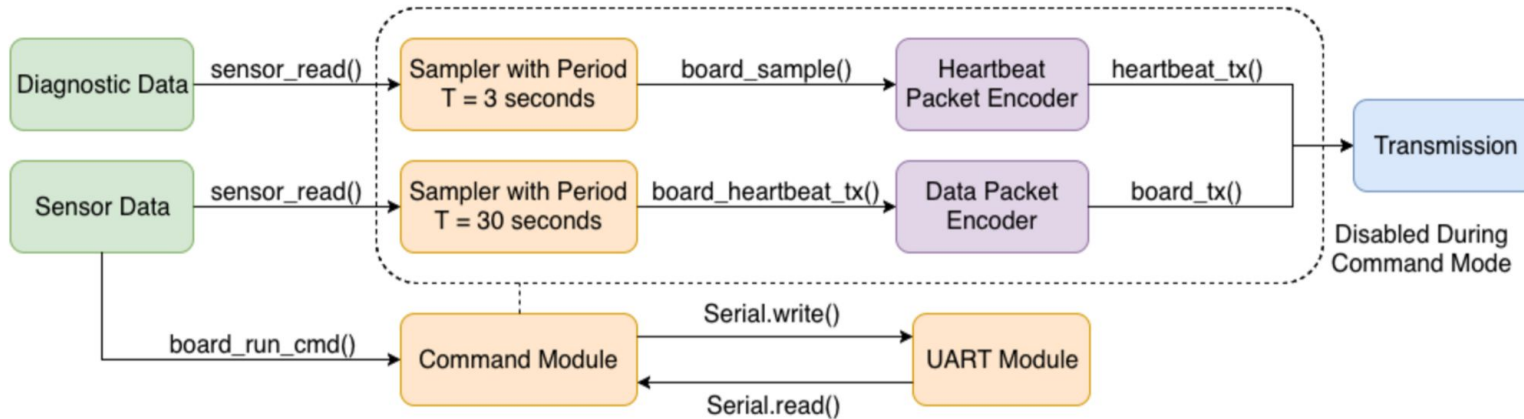 Diagnostic Data
sensor_read()
Sampler with Period
T = 3 seconds
board_sample()
Heartbeat
Packet Encoder
heartbeat_tx()
Transmission
Sensor Data
sensor_read()
Sampler with Period
T = 30 seconds
board_heartbeat_tx()
Data Packet
Encoder
board_tx()
Disabled During
Command Mode
board_run_cmd()
Command Module
Serial.write()
Serial.read()
UART Module